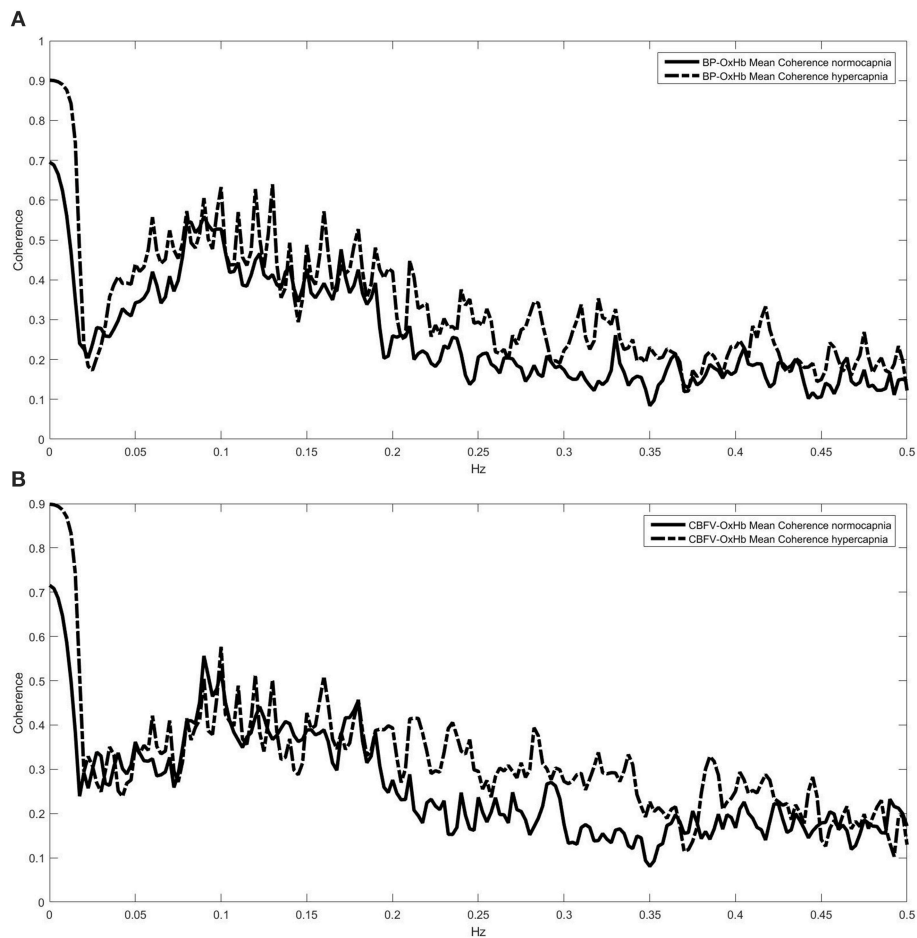 A
1
0.9
0.8
0.7
0.6
0.5
0.4
0.3
0.2
0.1
0
Coherence
BP-OxHb Mean Coherence normocapnia
BP-OxHb Mean Coherence hypercapnia
0 0.05 0.1 0.15 0.2 0.25 0.3 0.35 0.4 0.45 0.5
Hz
B
0.9
0.8
0.7
0.6
0.5
0.4
0.3
0.2
0.1
0
Coherence
CBFV-OxHb Mean Coherence normocapnia
CBFV-OxHb Mean Coherence hypercapnia
0 0.05 0.1 0.15 0.2 0.25 0.3 0.35 0.4 0.45 0.5
Hz